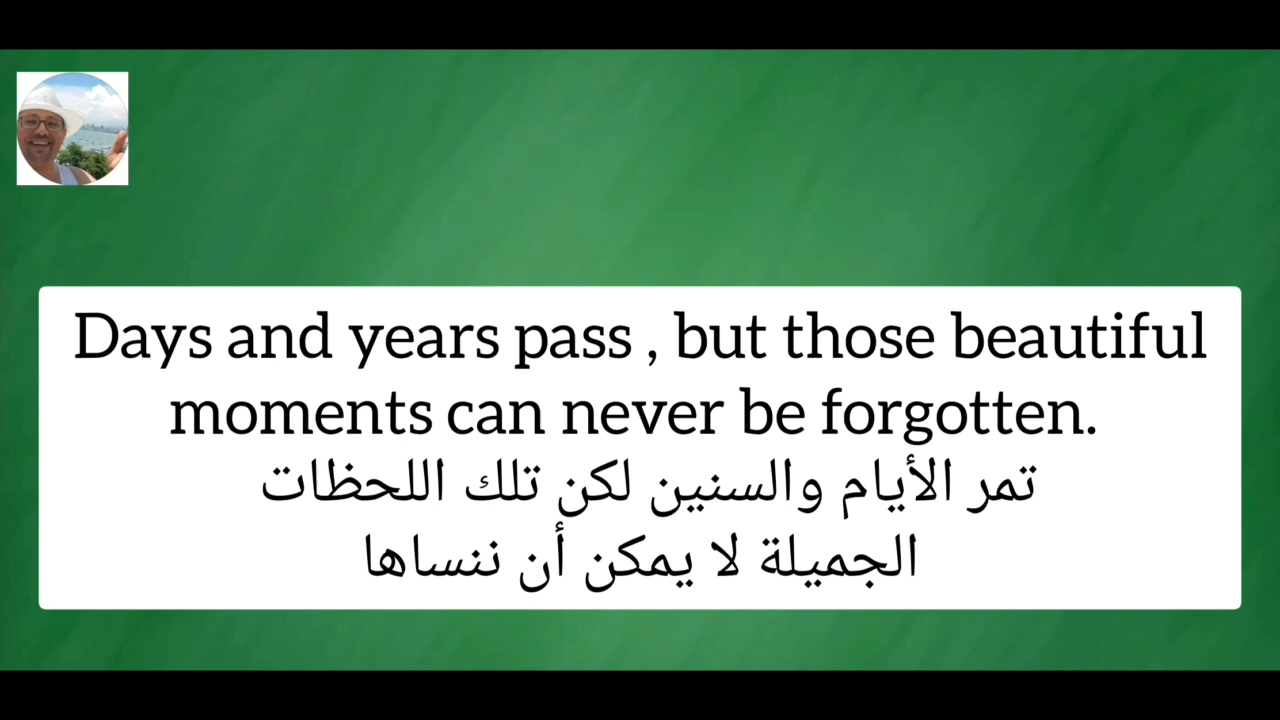 Days and years pass , but those beautiful
moments can never be forgotten.
تمر الأيام والسنين لكن تلك اللحظات
الجميلة لا يمكن أن ننساها